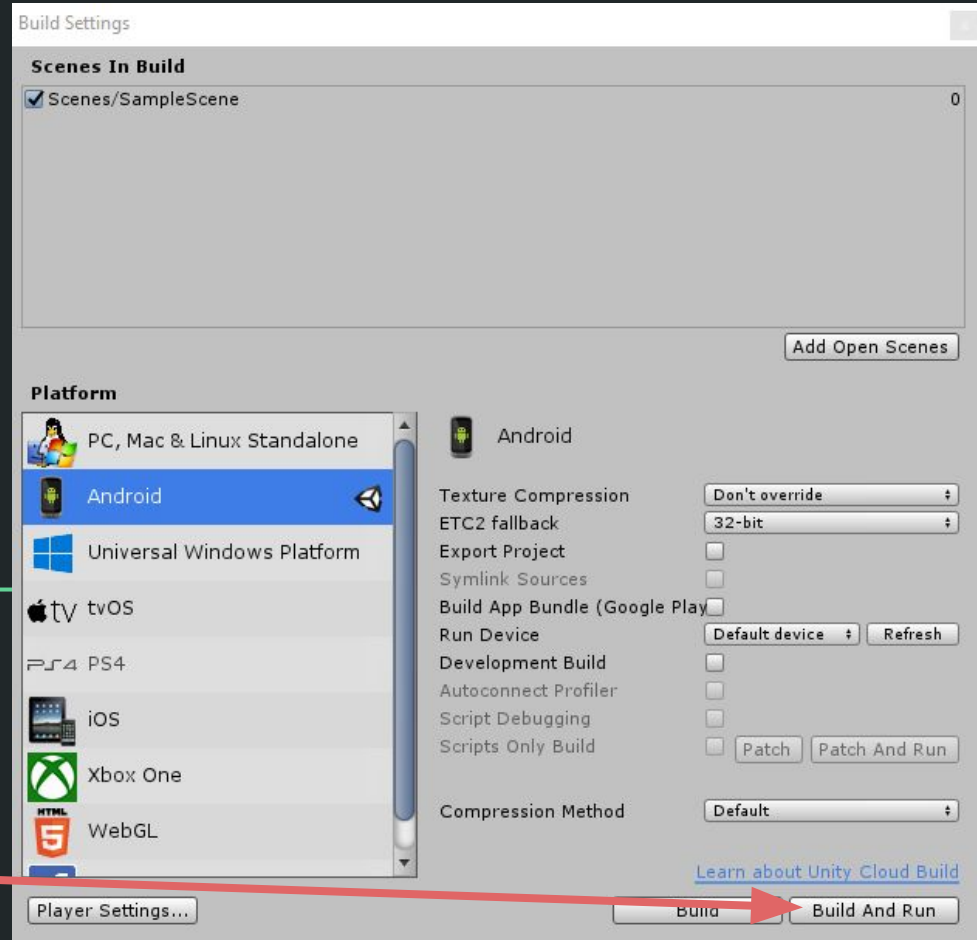 Build Settings
Scenes In Build
Scenes/SampleScene 0
Add Open Scenes
Platform
PC, Mac & Linux Standalone
Android
Universal Windows Platform
tv tvOS
PS4 PS4
iOS
Xbox One
HTML
5
WebGL
Android
Texture Compression Don't override
ETC2 fallback 32-bit
Export Project
Symlink Sources
Build App Bundle (Google Play
Run Device Default device Refresh
Development Build
Autoconnect Profiler
Script Debugging
Scripts Only Build Patch Patch And Run
Compression Method Default
Learn about Unity Cloud Build
Player Settings... Build Build And Run